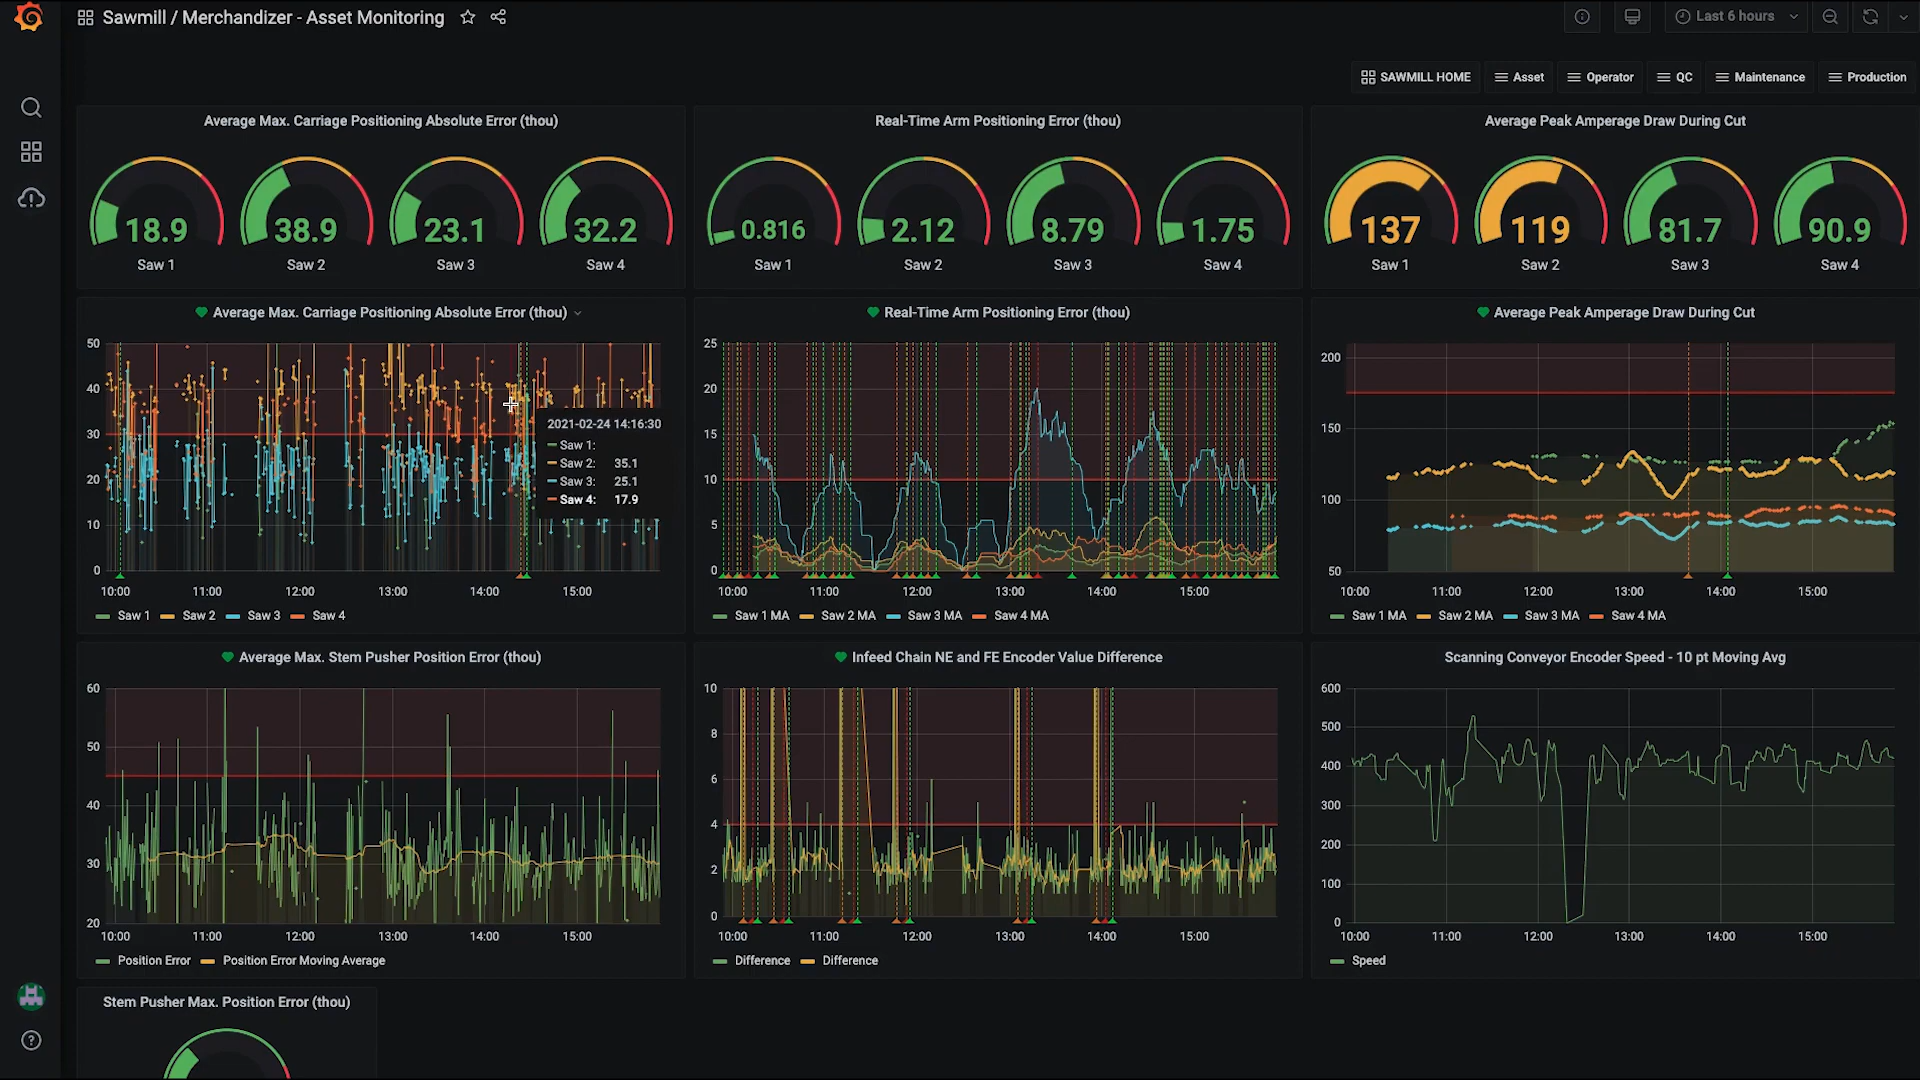 Sawmill / Merchandizer - Asset Monitoring
Last 6 hours
SAWMILL HOME Asset Operator QC Maintenance Production
Average Max. Carriage Positioning Absolute Error (thou)
18.9 38.9 23.1 32.2
Saw 1 Saw 2 Saw 3 Saw 4
Real-Time Arm Positioning Error (thou)
0.816 2.12 8.79 1.75
Saw 1 Saw 2 Saw 3 Saw 4
Average Peak Amperage Draw During Cut
137 119 81.7 90.9
Saw 1 Saw 2 Saw 3 Saw 4
Average Max. Carriage Positioning Absolute Error (thou)
50
40
30
20
10
0
10:00 11:00 12:00 13:00 14:00 15:00
Saw 1 Saw 2 Saw 3 Saw 4
2021-02-24 14:16:30
Saw 1:
Saw 2: 35.1
Saw 3: 25.1
Saw 4: 17.9
Real-Time Arm Positioning Error (thou)
25
20
15
10
5
0
10:00 11:00 12:00 13:00 14:00 15:00
Saw 1 MA Saw 2 MA Saw 3 MA Saw 4 MA
Average Peak Amperage Draw During Cut
200
150
100
50
10:00 11:00 12:00 13:00 14:00 15:00
Saw 1 MA Saw 2 MA Saw 3 MA Saw 4 MA
Average Max. Stem Pusher Position Error (thou)
60
50
40
30
20
10:00 11:00 12:00 13:00 14:00 15:00
Position Error Position Error Moving Average
Infeed Chain NE and FE Encoder Value Difference
10
8
6
4
2
0
10:00 11:00 12:00 13:00 14:00 15:00
Difference Difference
Scanning Conveyor Encoder Speed - 10 pt Moving Avg
600
500
400
300
200
100
0
10:00 11:00 12:00 13:00 14:00 15:00
Speed
Stem Pusher Max. Position Error (thou)